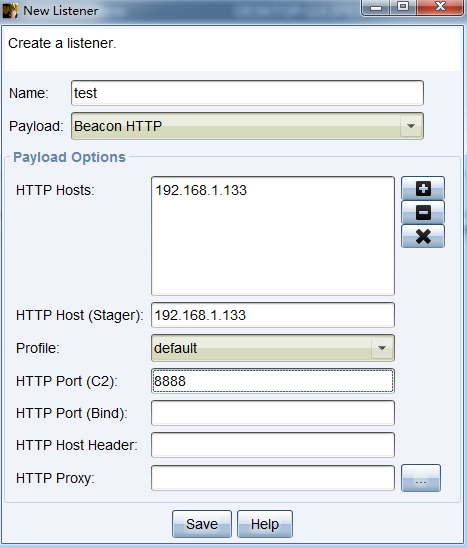 New Listener
Create a listener.
Name: test
Payload: Beacon HTTP
Payload Options
HTTP Hosts: 192.168.1.133
HTTP Host (Stager): 192.168.1.133
Profile: default
HTTP Port (C2): 8888
HTTP Port (Bind):
HTTP Host Header:
HTTP Proxy: ...
Save Help